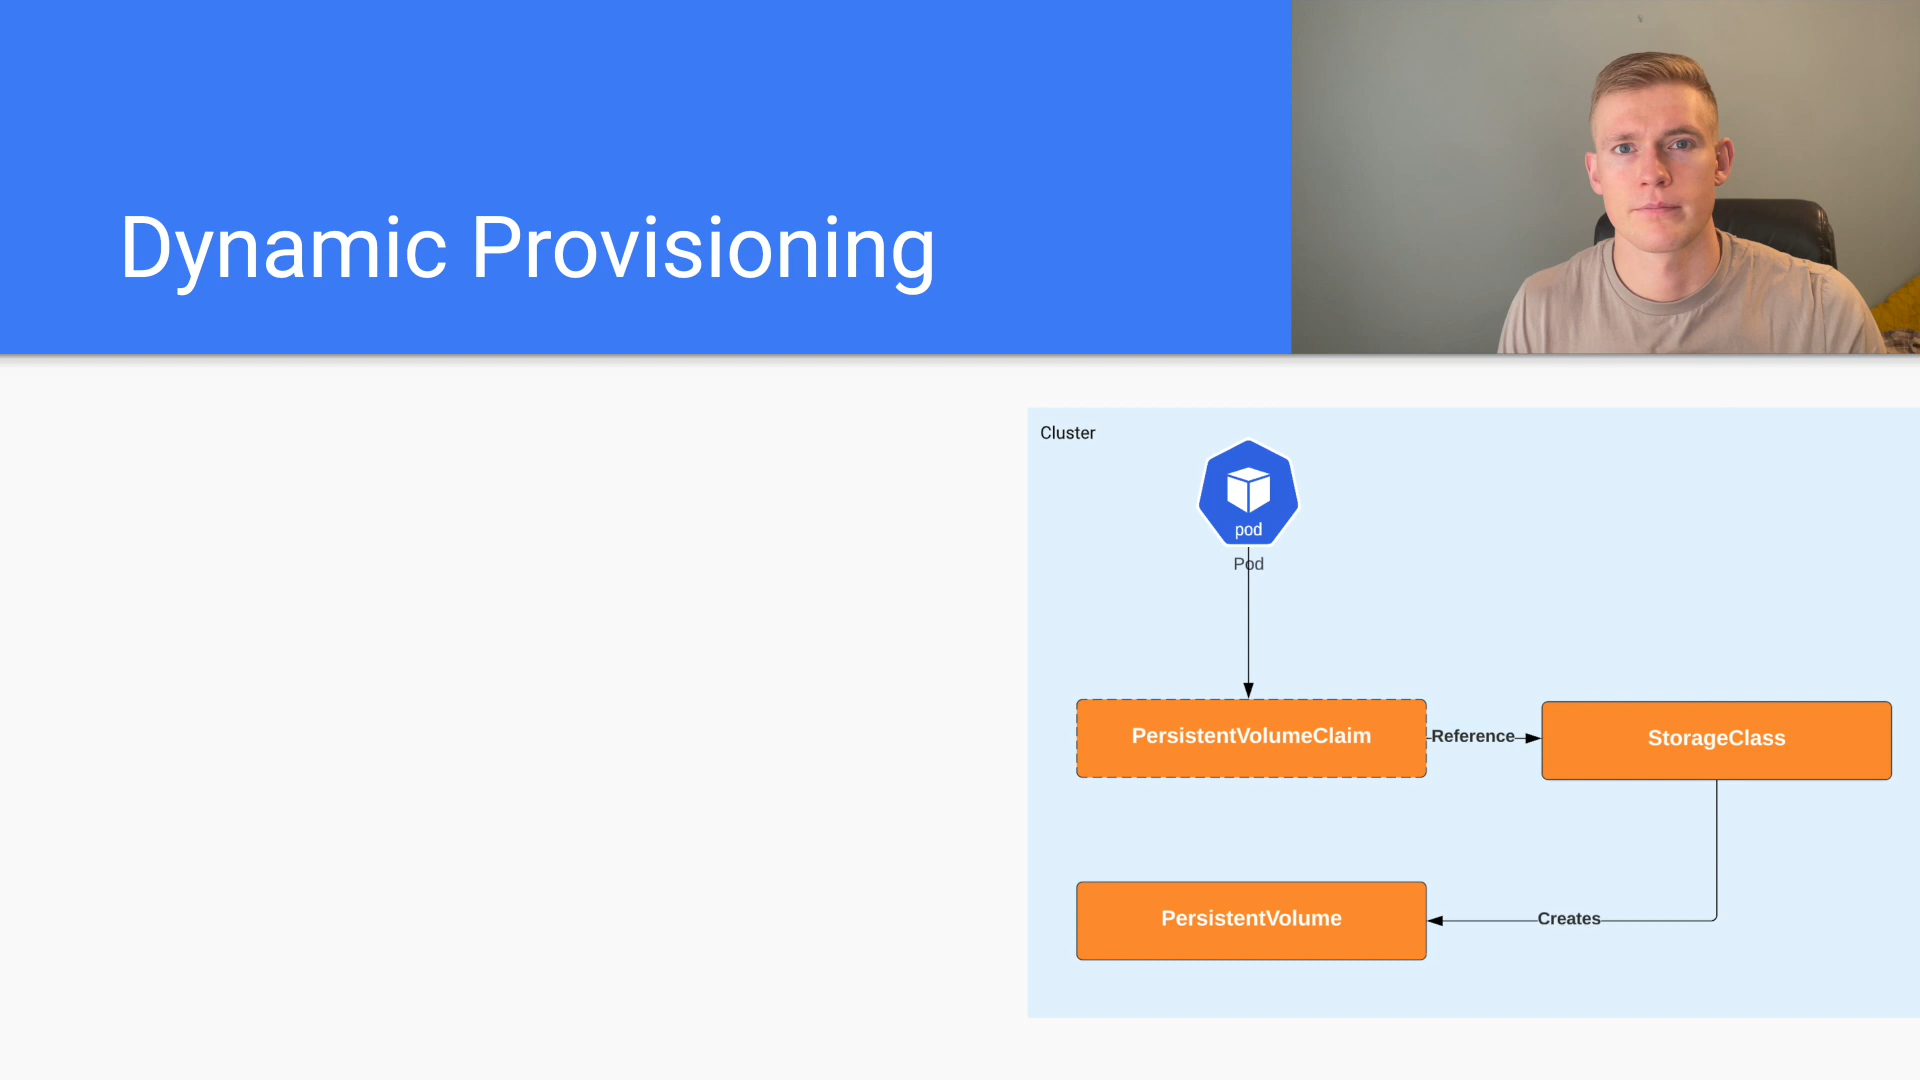 Dynamic Provisioning
Cluster
pod
Pod
PersistentVolumeClaim
Reference
StorageClass
PersistentVolume
Creates